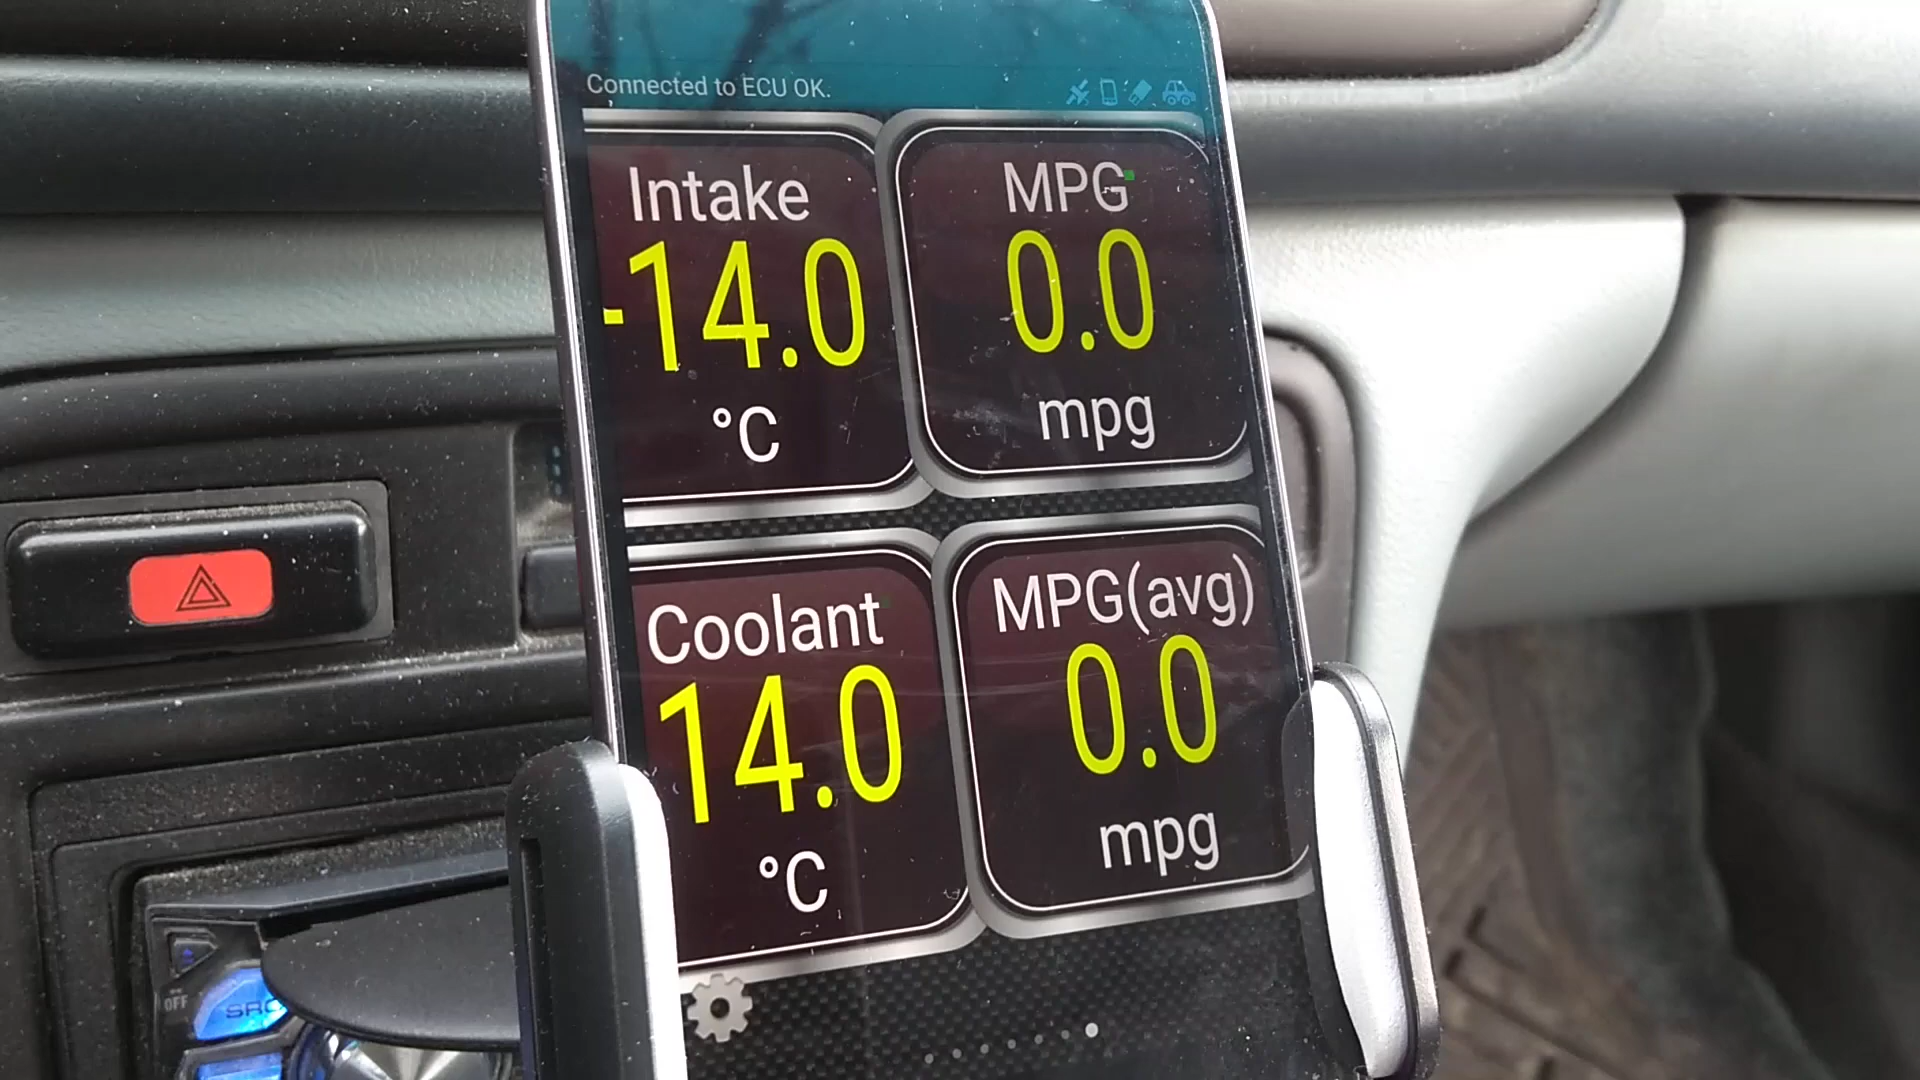 Connected to ECU OK.
Intake
-14.0
°C
MPG
0.0
mpg
Coolant
14.0
°C
MPG(avg)
0.0
mpg
OFF
SRC